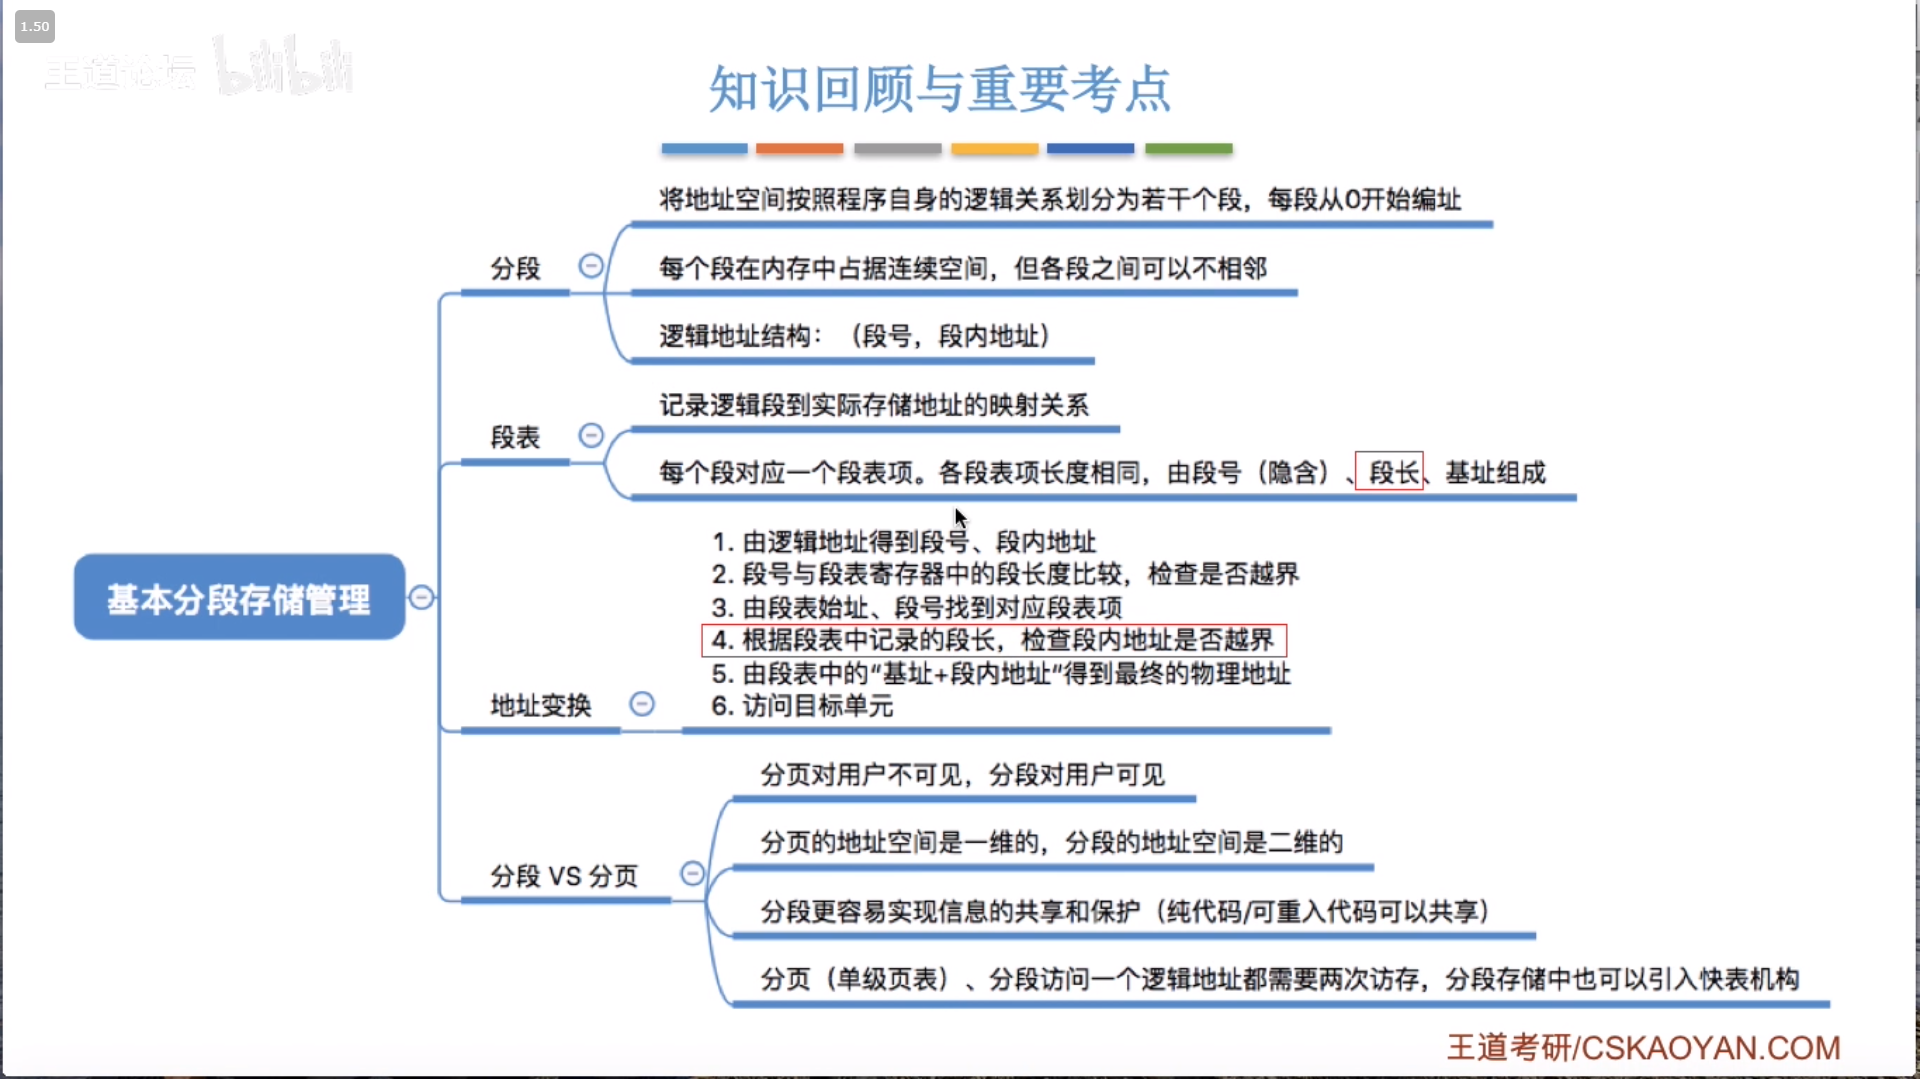 1.50
王道论坛 bilibili
知识回顾与重要考点
将地址空间按照程序自身的逻辑关系划分为若干个段，每段从0开始编址
分段
每个段在内存中占据连续空间，但各段之间可以不相邻
逻辑地址结构：（段号，段内地址）
记录逻辑段到实际存储地址的映射关系
段表
每个段对应一个段表项。各段表项长度相同，由段号（隐含）、段长、基址组成
基本分段存储管理
1. 由逻辑地址得到段号、段内地址
2. 段号与段表寄存器中的段长度比较，检查是否越界
3. 由段表始址、段号找到对应段表项
4. 根据段表中记录的段长，检查段内地址是否越界
5. 由段表中的“基址+段内地址”得到最终的物理地址
6. 访问目标单元
地址变换
分页对用户不可见，分段对用户可见
分页的地址空间是一维的，分段的地址空间是二维的
分段 VS 分页
分段更容易实现信息的共享和保护（纯代码/可重入代码可以共享）
分页（单级页表）、分段访问一个逻辑地址都需要两次访存，分段存储中也可以引入快表机构
王道考研/CSKAOYAN.COM